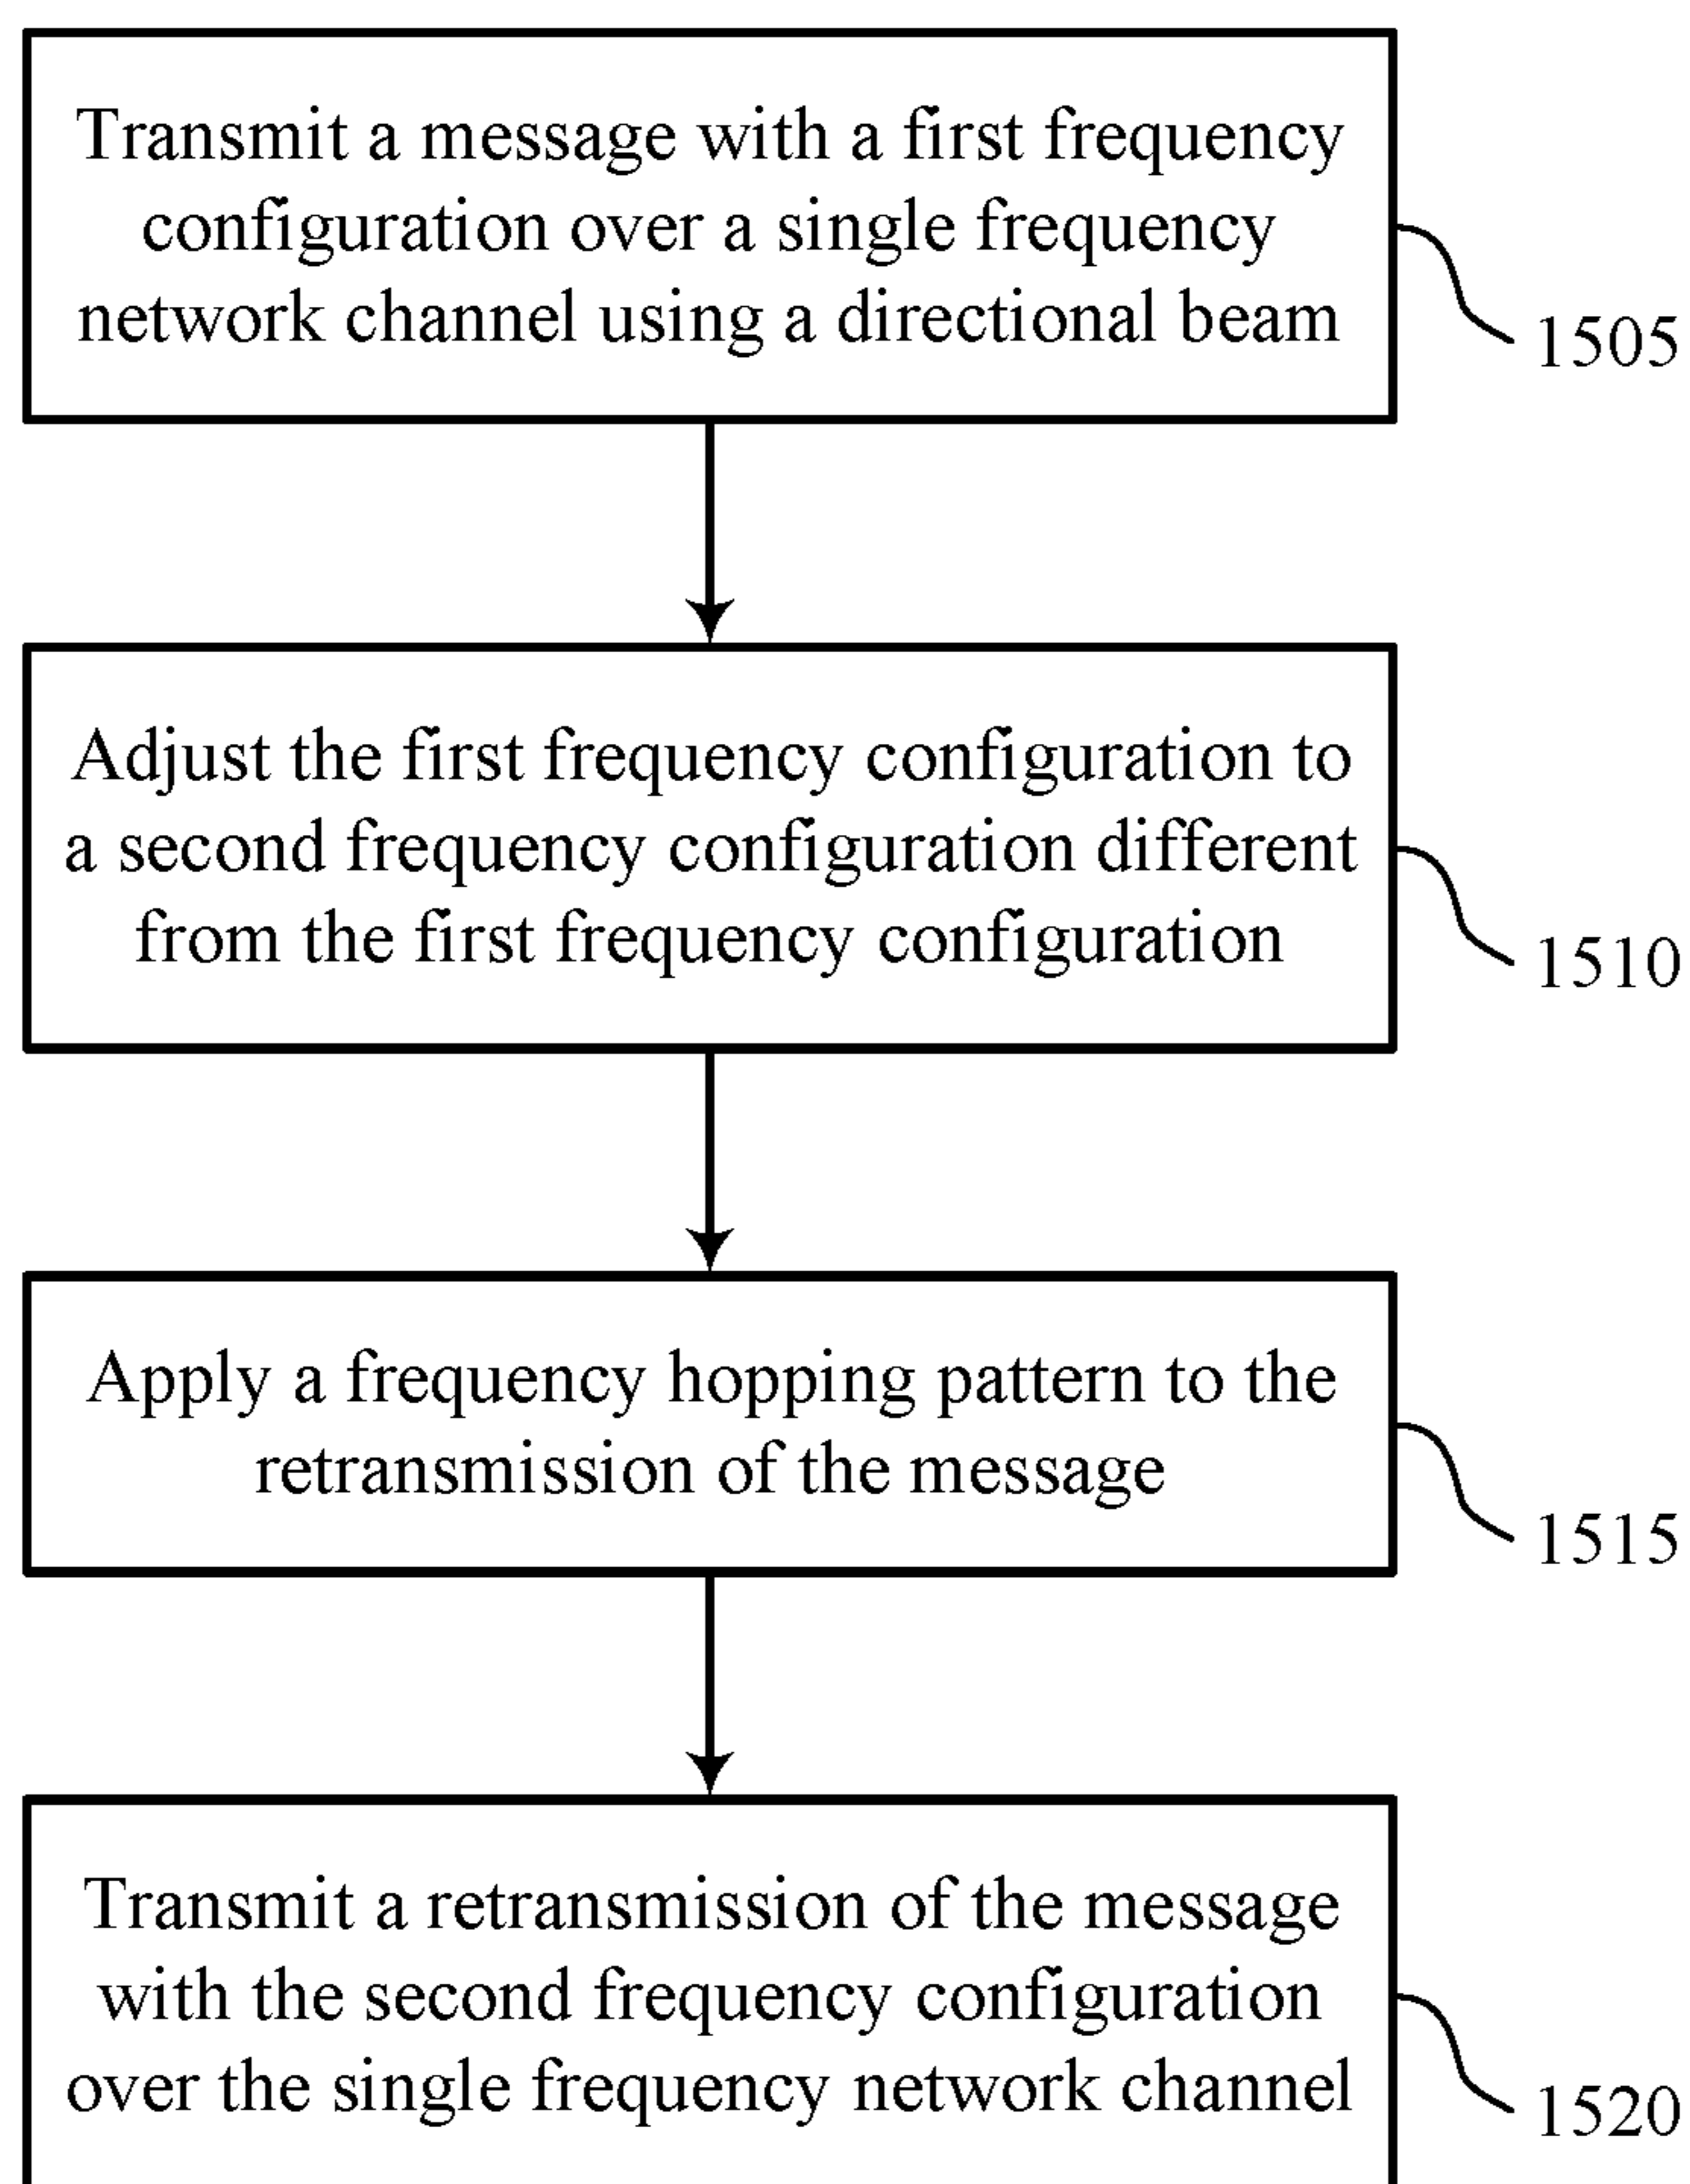 Transmit a message with a first frequency
configuration over a single frequency
network channel using a directional beam
1505
Adjust the first frequency configuration to
a second frequency configuration different
from the first frequency configuration
1510
Apply a frequency hopping pattern to the
retransmission of the message
1515
Transmit a retransmission of the message
with the second frequency configuration
over the single frequency network channel
1520